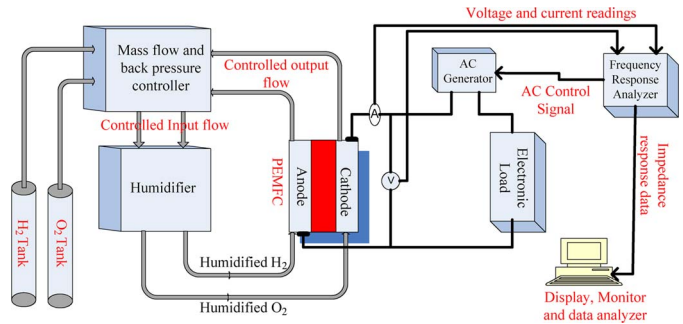 Voltage and current readings
Mass flow and
back pressure
controller
Controlled output
flow
AC
Generator
Frequency
Response
Analyzer
AC Control
Signal
A
Controlled Input flow
Humidifier
PEMFC
Anode
Cathode
V
Electronic
Load
Impedance
response data
H2 Tank
O2 Tank
Humidified H2
Humidified O2
Display, Monitor
and data analyzer